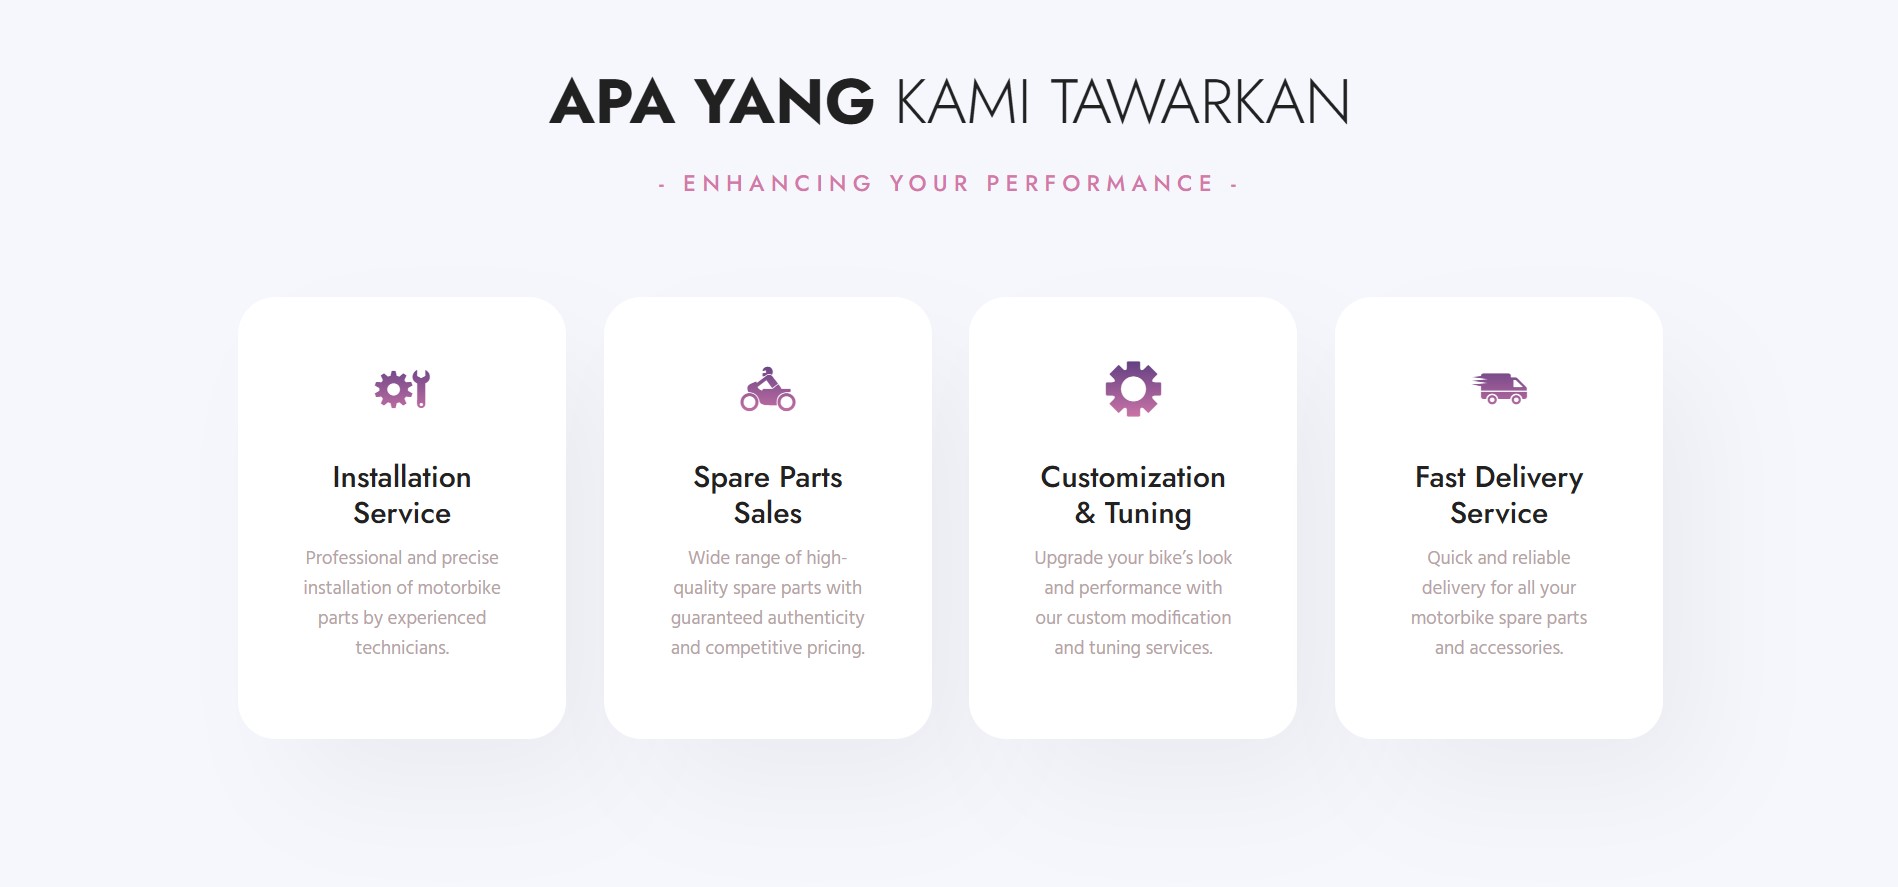 APA YANG KAMI TAWARKAN
- ENHANCING YOUR PERFORMANCE -
Installation
Service
Professional and precise
installation of motorbike
parts by experienced
technicians.
Spare Parts
Sales
Wide range of high-
quality spare parts with
guaranteed authenticity
and competitive pricing.
Customization
& Tuning
Upgrade your bike’s look
and performance with
our custom modification
and tuning services.
Fast Delivery
Service
Quick and reliable
delivery for all your
motorbike spare parts
and accessories.